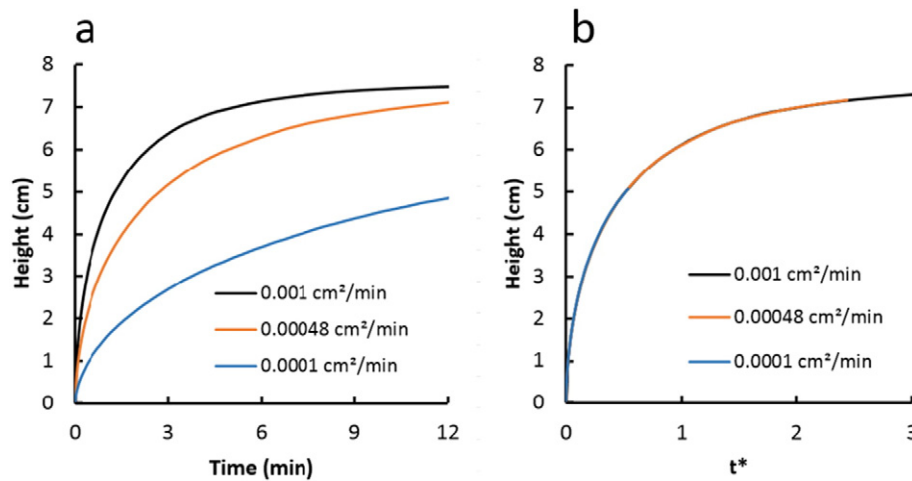 a
8
7
6
5
4
3
2
1
0
Height (cm)
0.001 cm²/min
0.00048 cm²/min
0.0001 cm²/min
0 3 6 9 12
Time (min)
b
8
7
6
5
4
3
2
1
0
Height (cm)
0.001 cm²/min
0.00048 cm²/min
0.0001 cm²/min
0 1 2 3
t*